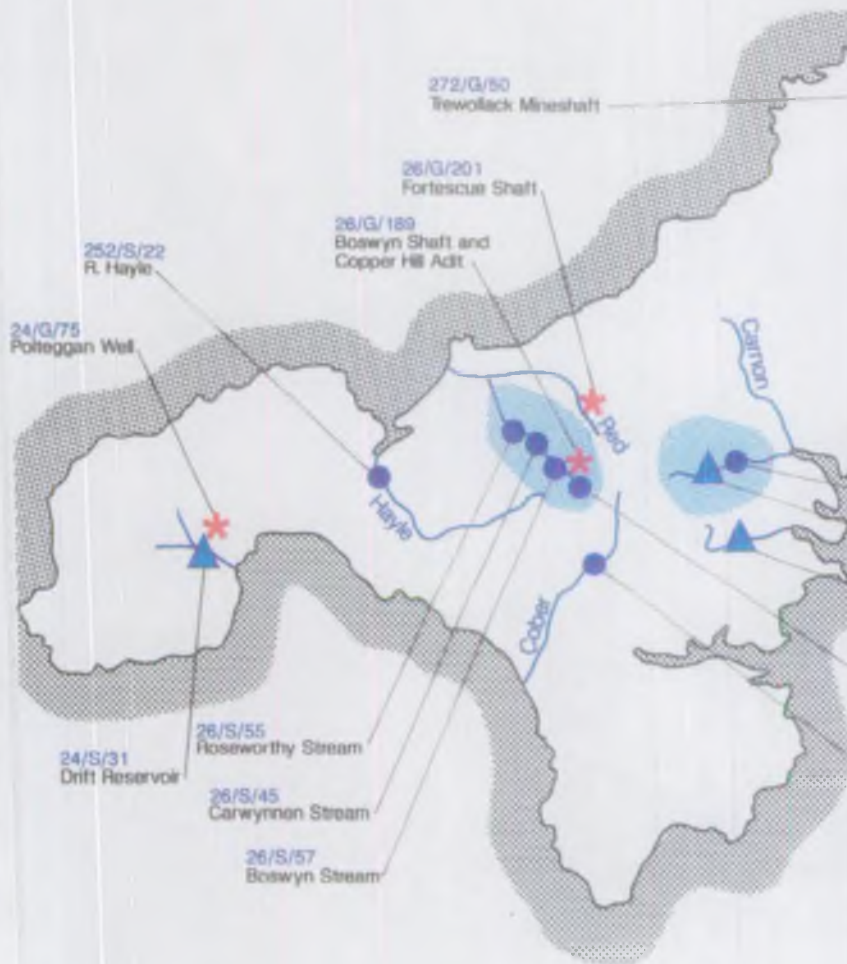 272/G/50
Trewollack Mineshaft
26/G/201
Fortescue Shaft
26/G/189
Boswyn Shaft and
Copper Hill Adit
252/S/22
R. Hayle
24/G/75
Polteggan Well
Carnon
Red
Hayle
Cober
26/S/55
Roseworthy Stream
24/S/31
Drift Reservoir
26/S/45
Carwynnen Stream
26/S/57
Boswyn Stream